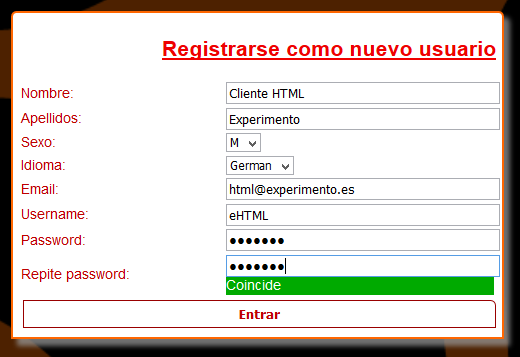 Registrarse como nuevo usuario
Nombre: Cliente HTML
Apellidos: Experimento
Sexo: M
Idioma: German
Email: html@experimento.es
Username: eHTML
Password: •••••••
Repite password: •••••••
Coincide
Entrar